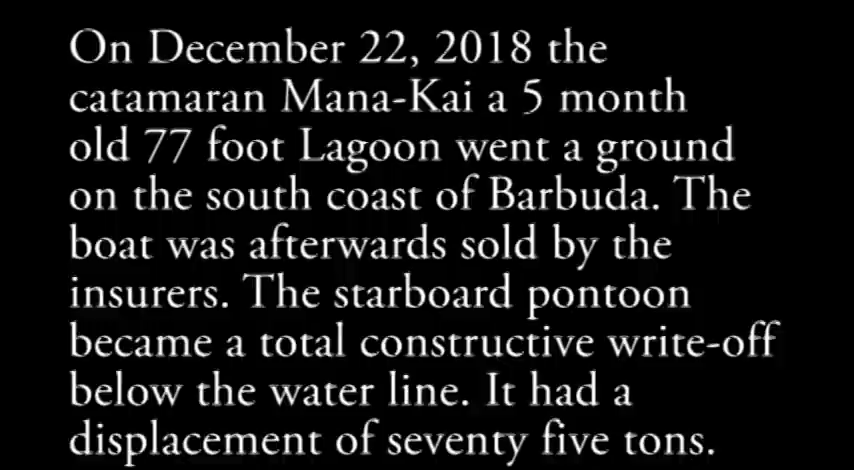 On December 22, 2018 the
catamaran Mana-Kai a 5 month
old 77 foot Lagoon went a ground
on the south coast of Barbuda. The
boat was afterwards sold by the
insurers. The starboard pontoon
became a total constructive write-off
below the water line. It had a
displacement of seventy five tons.